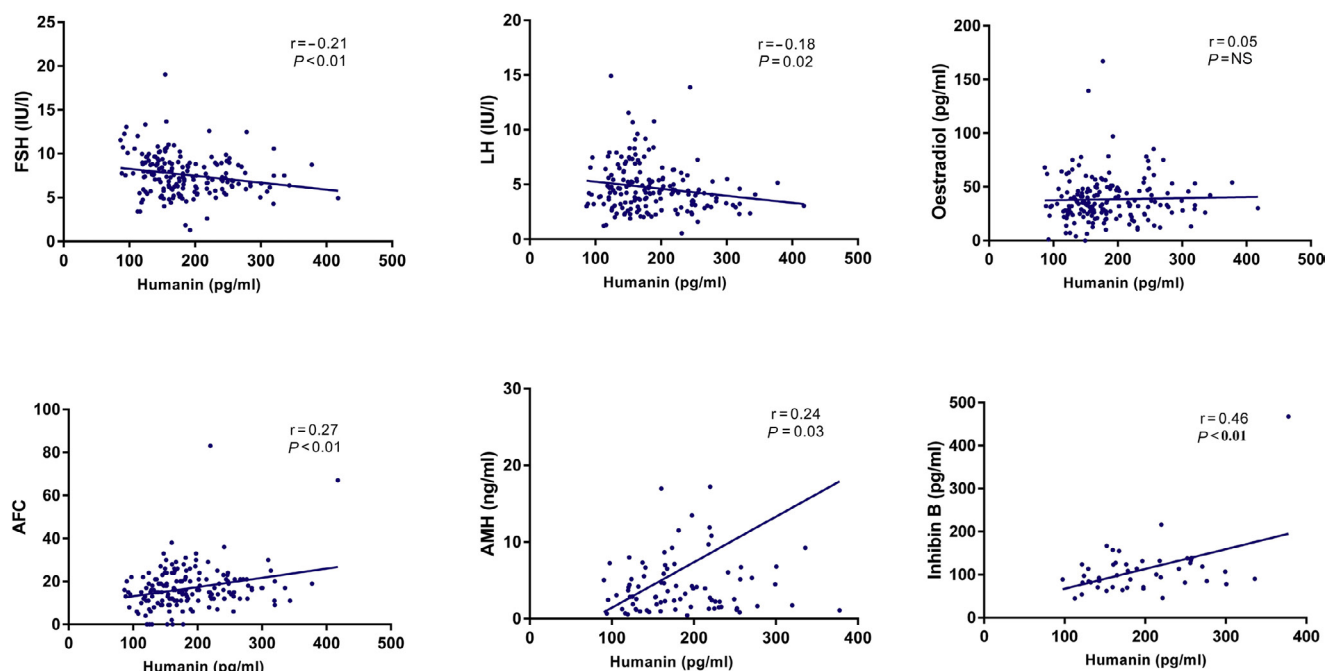 FSH (IU/l)
25
20
15
10
5
0
r=−0.21
P<0.01
0 100 200 300 400 500
Humanin (pg/ml)
LH (IU/l)
20
15
10
5
0
r=−0.18
P=0.02
0 100 200 300 400 500
Humanin (pg/ml)
Oestradiol (pg/ml)
200
150
100
50
0
r=0.05
P=NS
0 100 200 300 400 500
Humanin (pg/ml)
AFC
100
80
60
40
20
0
r=0.27
P<0.01
0 100 200 300 400 500
Humanin (pg/ml)
AMH (ng/ml)
30
20
10
0
r=0.24
P=0.03
0 100 200 300 400
Humanin (pg/ml)
Inhibib B (pg/ml)
500
400
300
200
100
0
r=0.46
P<0.01
0 100 200 300 400
Humanin (pg/ml)